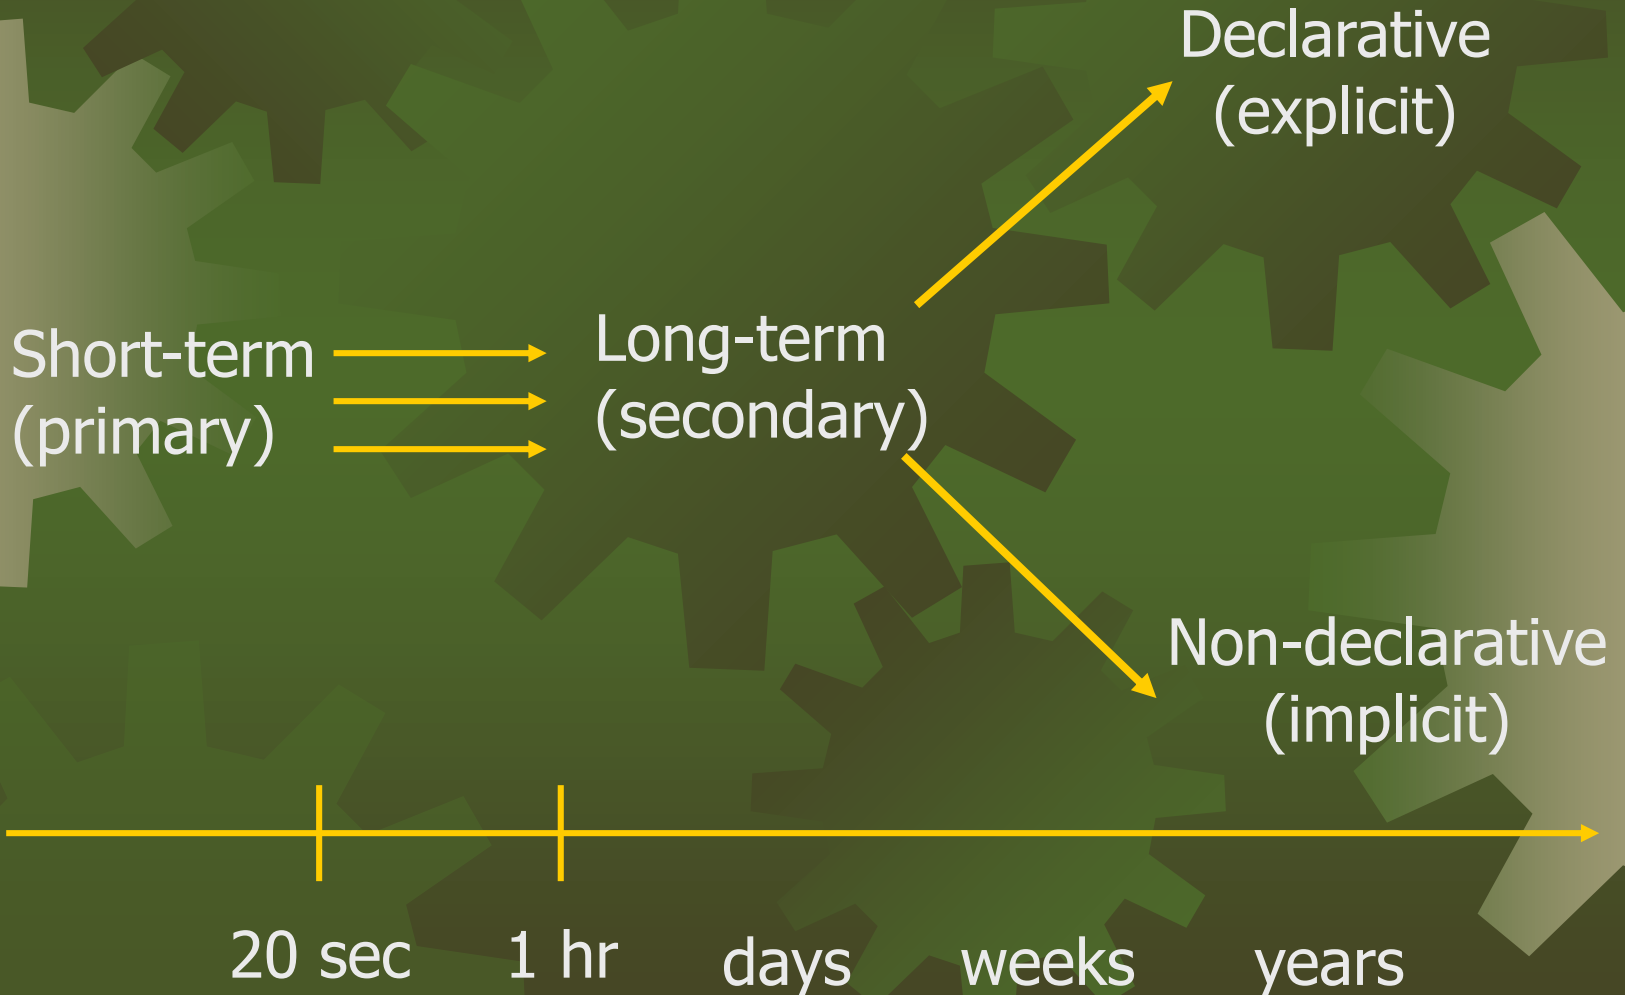 Declarative
(explicit)
Short-term
(primary)
Long-term
(secondary)
Non-declarative
(implicit)
20 sec 1 hr days weeks years